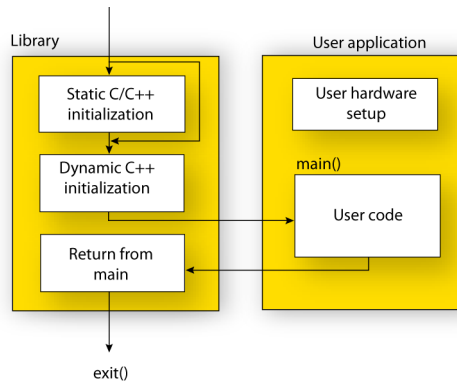 Library
User application
Static C/C++
initialization
User hardware
setup
Dynamic C++
initialization
main()
User code
Return from
main
exit()